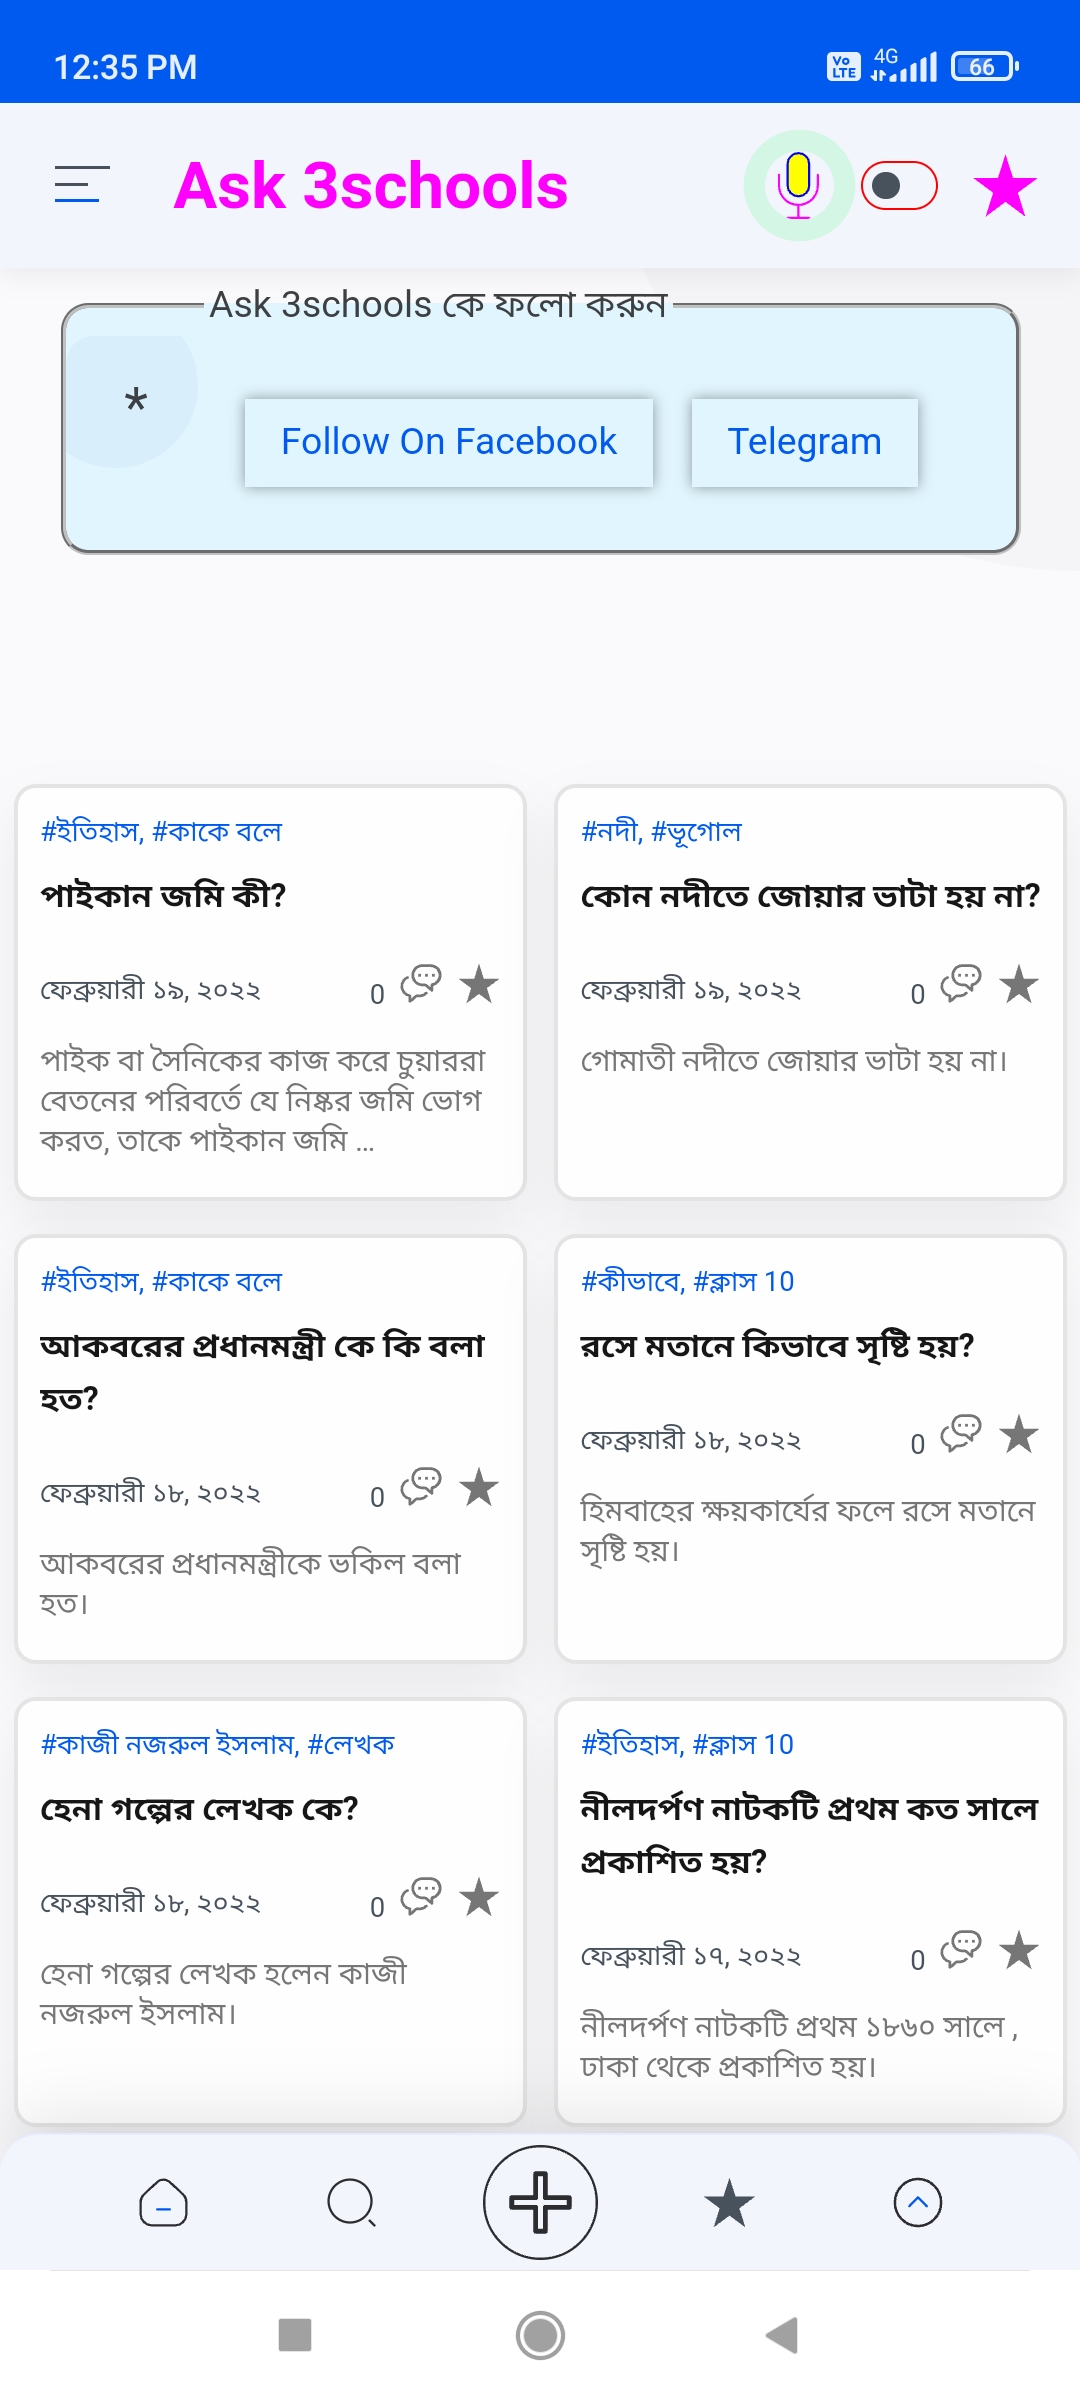 12:35 PM
Vo LTE 4G 66
Ask 3schools
Ask 3schools কে ফলো করুন
*
Follow On Facebook
Telegram
#ইতিহাস, #কাকে বলে
পাইকান জমি কী?
ফেব্রুয়ারী ১৯, ২০২২
0
পাইক বা সৈনিকের কাজ করে চুয়াররা
বেতনের পরিবর্তে যে নিষ্কর জমি ভোগ
করত, তাকে পাইকান জমি ...
#নদী, #ভূগোল
কোন নদীতে জোয়ার ভাটা হয় না?
ফেব্রুয়ারী ১৯, ২০২২
0
গোমাতী নদীতে জোয়ার ভাটা হয় না।
#ইতিহাস, #কাকে বলে
আকবরের প্রধানমন্ত্রী কে কি বলা
হত?
ফেব্রুয়ারী ১৮, ২০২২
0
আকবরের প্রধানমন্ত্রীকে ভকিল বলা
হত।
#কীভাবে, #ক্লাস 10
রসে মতানে কিভাবে সৃষ্টি হয়?
ফেব্রুয়ারী ১৮, ২০২২
0
হিমবাহের ক্ষয়কার্যের ফলে রসে মতানে
সৃষ্টি হয়।
#কাজী নজরুল ইসলাম, #লেখক
হেনা গল্পের লেখক কে?
ফেব্রুয়ারী ১৮, ২০২২
0
হেনা গল্পের লেখক হলেন কাজী
নজরুল ইসলাম।
#ইতিহাস, #ক্লাস 10
নীলদর্পণ নাটকটি প্রথম কত সালে
প্রকাশিত হয়?
ফেব্রুয়ারী ১৭, ২০২২
0
নীলদর্পণ নাটকটি প্রথম ১৮৬০ সালে ,
ঢাকা থেকে প্রকাশিত হয়।